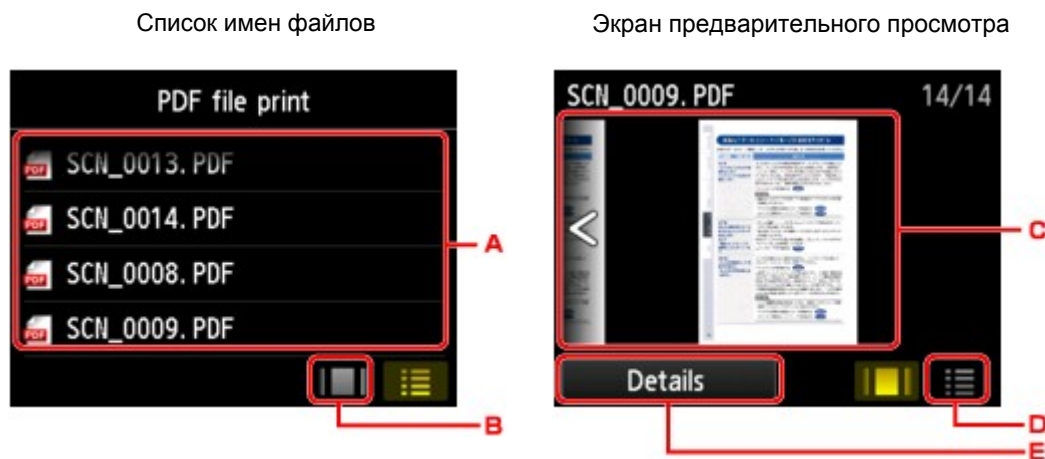 Список имен файлов
Экран предварительного просмотра
PDF file print
SCN_0013. PDF
SCN_0014. PDF
SCN_0008. PDF
SCN_0009. PDF
A
B
SCN_0009. PDF
14/14
C
Details
D
E